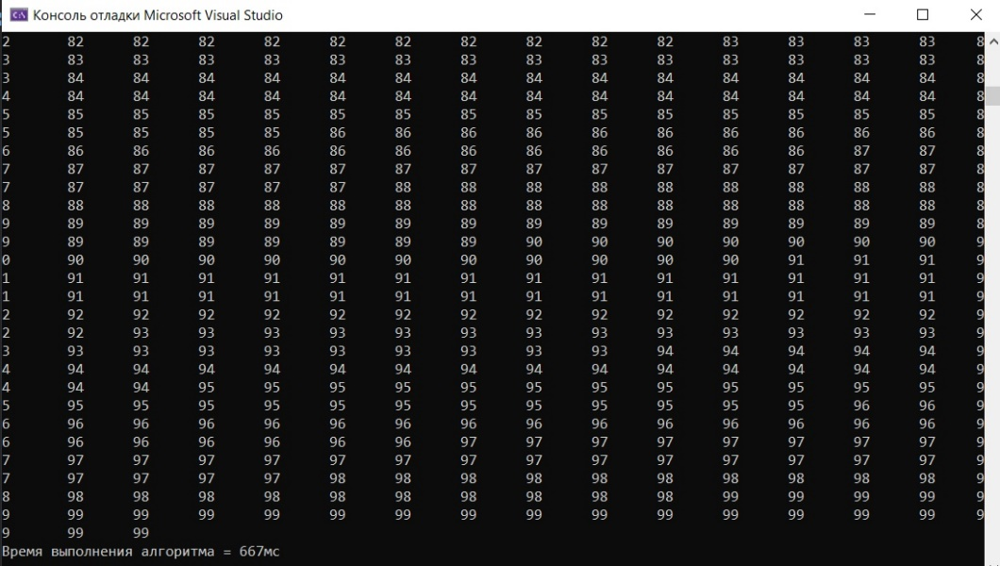 C:\ Консоль отладки Microsoft Visual Studio
2 82 82 82 82 82 82 82 82 82 82 83 83 83 83 8
3 83 83 83 83 83 83 83 83 83 83 83 83 83 83 8
3 84 84 84 84 84 84 84 84 84 84 84 84 84 84 8
4 84 84 84 84 84 84 84 84 84 84 84 84 84 84 8
5 85 85 85 85 85 85 85 85 85 85 85 85 85 85 8
5 85 85 85 85 86 86 86 86 86 86 86 86 86 86 8
6 86 86 86 86 86 86 86 86 86 86 86 86 87 87 8
7 87 87 87 87 87 87 87 87 87 87 87 87 87 87 8
7 87 87 87 87 87 88 88 88 88 88 88 88 88 88 8
8 88 88 88 88 88 88 88 88 88 88 88 88 88 88 8
9 89 89 89 89 89 89 89 89 89 89 89 89 89 89 8
9 89 89 89 89 89 89 89 90 90 90 90 90 90 90 9
0 90 90 90 90 90 90 90 90 90 90 90 91 91 91 9
1 91 91 91 91 91 91 91 91 91 91 91 91 91 91 9
1 91 91 91 91 91 91 91 91 91 91 91 91 91 91 9
2 92 92 92 92 92 92 92 92 92 92 92 92 92 92 9
2 92 93 93 93 93 93 93 93 93 93 93 93 93 93 9
3 93 93 93 93 93 93 93 93 93 94 94 94 94 94 9
4 94 94 94 94 94 94 94 94 94 94 94 94 94 94 9
4 94 94 95 95 95 95 95 95 95 95 95 95 95 95 9
5 95 95 95 95 95 95 95 95 95 95 95 95 96 96 9
6 96 96 96 96 96 96 96 96 96 96 96 96 96 96 9
6 96 96 96 96 96 96 97 97 97 97 97 97 97 97 9
7 97 97 97 97 97 97 97 97 97 97 97 97 97 97 9
7 97 97 97 97 98 98 98 98 98 98 98 98 98 98 9
8 98 98 98 98 98 98 98 98 98 98 99 99 99 99 9
9 99 99 99 99 99 99 99 99 99 99 99 99 99 99 9
9 99 99
Время выполнения алгоритма = 667мс